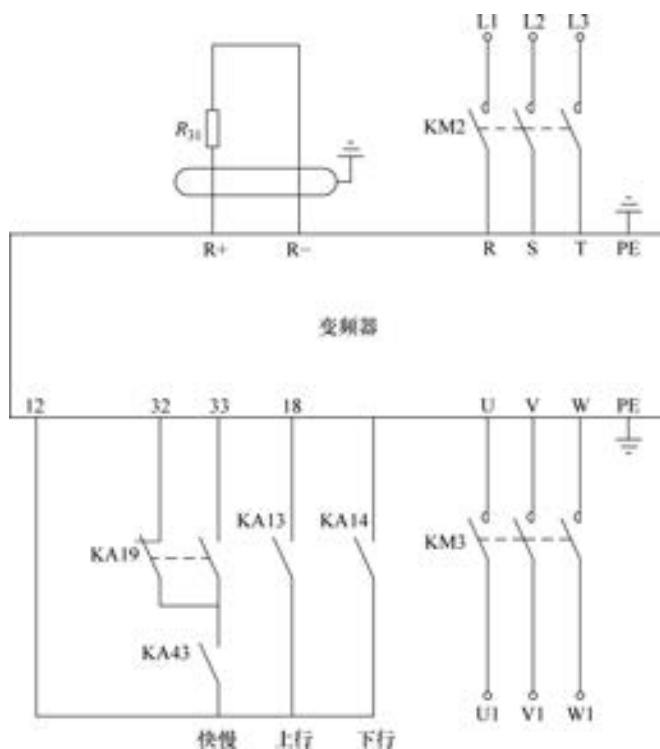 L1 L2 L3
KM2
R31
R+ R− R S T PE
变频器
12 32 33 18 U V W PE
KA13 KA14
KA19 KM3
KA43
U1 V1 W1
快慢 上行 下行